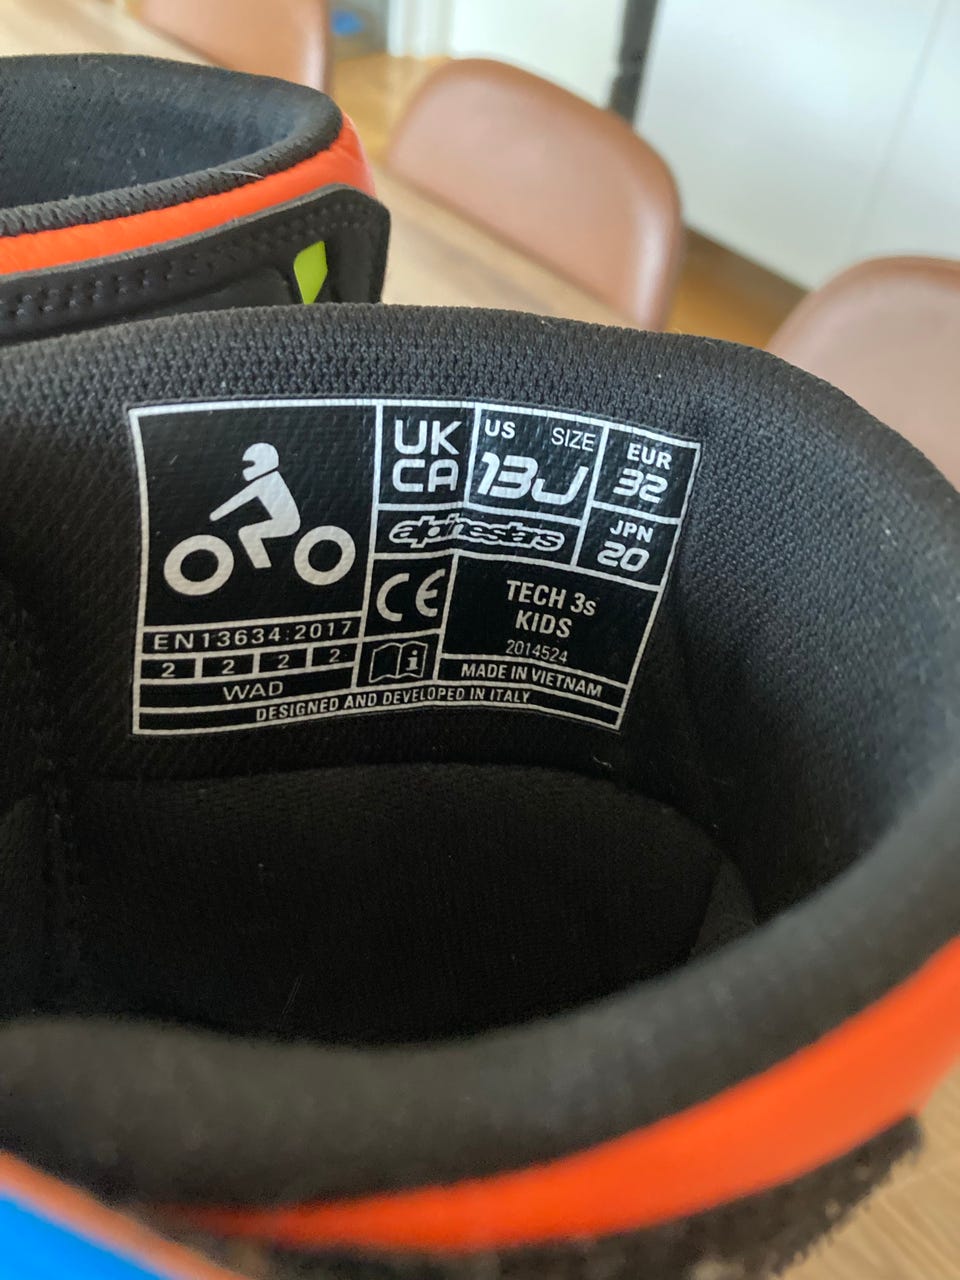 UK
CA
US SIZE
13J
EUR
32
alpinestars
JPN
20
CE
TECH 3s
KIDS
2014524
EN13634:2017
2 2 2 2
i
WAD
MADE IN VIETNAM
DESIGNED AND DEVELOPED IN ITALY